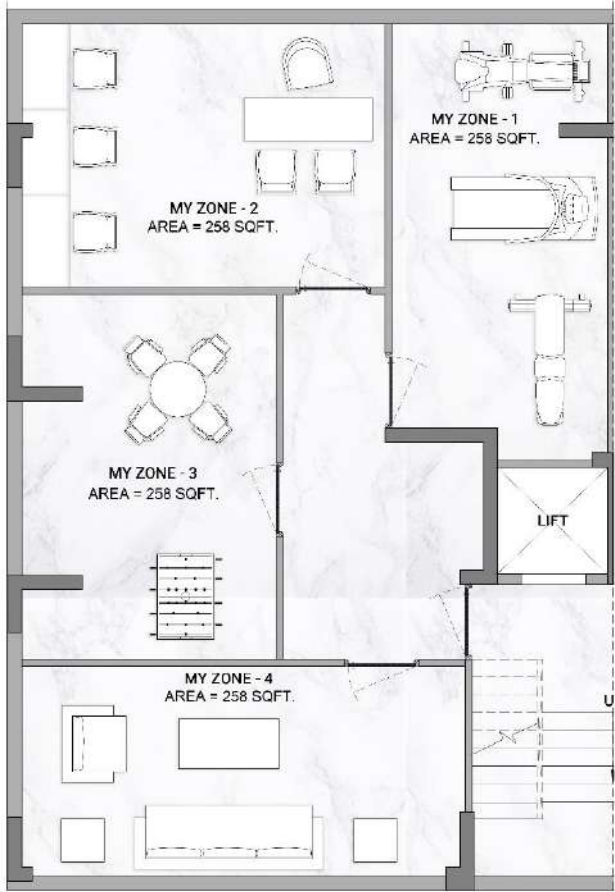 MY ZONE - 1
AREA = 258 SQFT.
MY ZONE - 2
AREA = 258 SQFT.
MY ZONE - 3
AREA = 258 SQFT.
LIFT
MY ZONE - 4
AREA = 258 SQFT.
U